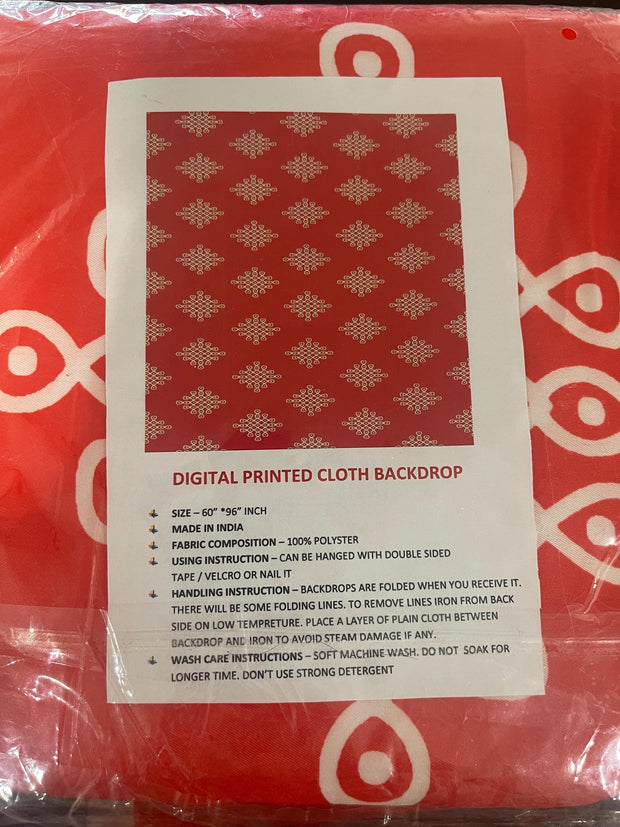 DIGITAL PRINTED CLOTH BACKDROP
SIZE – 60" *96" INCH
MADE IN INDIA
FABRIC COMPOSITION – 100% POLYSTER
USING INSTRUCTION – CAN BE HANGED WITH DOUBLE SIDED
TAPE / VELCRO OR NAIL IT
HANDLING INSTRUCTION – BACKDROPS ARE FOLDED WHEN YOU RECEIVE IT.
THERE WILL BE SOME FOLDING LINES. TO REMOVE LINES IRON FROM BACK
SIDE ON LOW TEMPRETURE. PLACE A LAYER OF PLAIN CLOTH BETWEEN
BACKDROP AND IRON TO AVOID STEAM DAMAGE IF ANY.
WASH CARE INSTRUCTIONS – SOFT MACHINE WASH. DO NOT SOAK FOR
LONGER TIME. DON'T USE STRONG DETERGENT